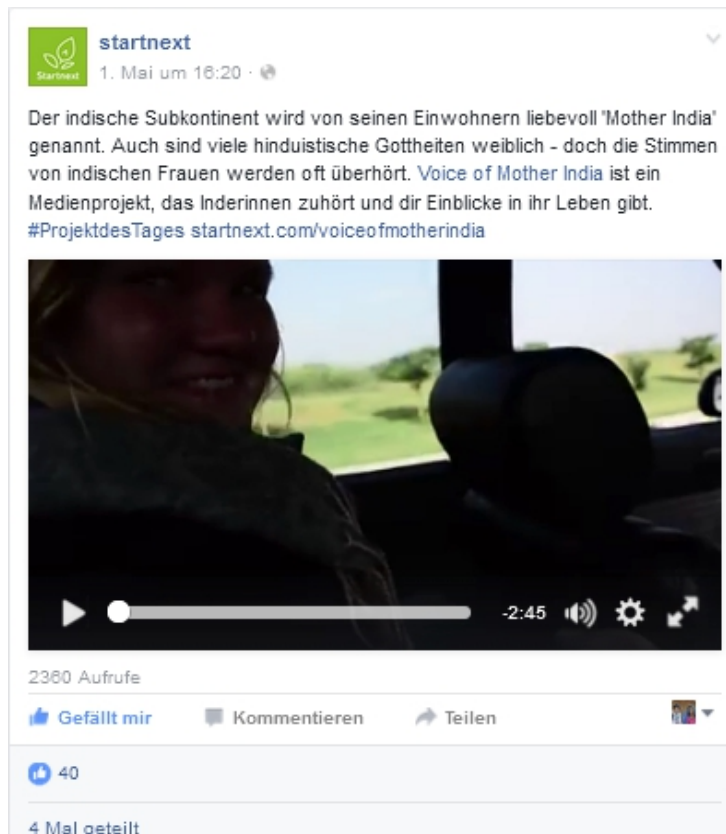 Startnext
startnext
1. Mai um 16:20
Der indische Subkontinent wird von seinen Einwohnern liebevoll 'Mother India'
genannt. Auch sind viele hinduistische Gottheiten weiblich - doch die Stimmen
von indischen Frauen werden oft überhört. Voice of Mother India ist ein
Medienprojekt, das Inderinnen zuhört und dir Einblicke in ihr Leben gibt.
#ProjektdesTages startnext.com/voiceofmotherindia
-2:45
2360 Aufrufe
Gefällt mir Kommentieren Teilen
40
4 Mal geteilt